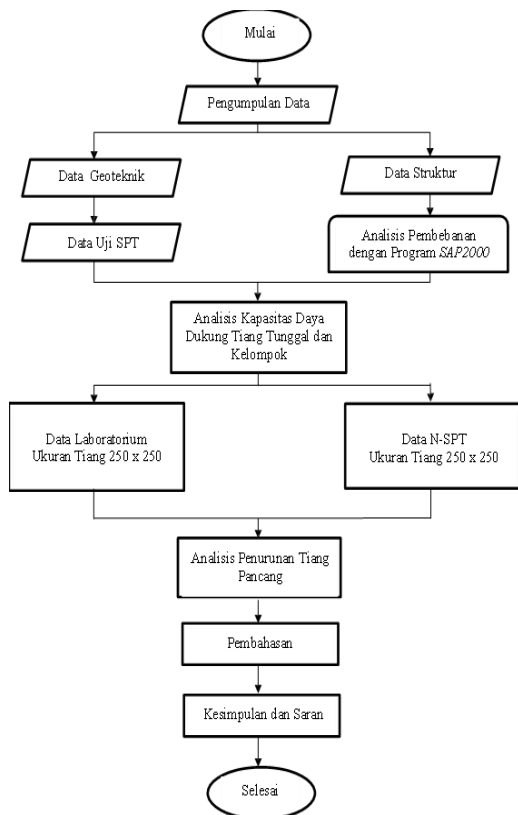 Mulai
Pengumpulan Data
Data Geoteknik
Data Struktur
Data Uji SPT
Analisis Pembebanan
dengan Program SAP2000
Analisis Kapasitas Daya
Dukung Tiang Tunggal dan
Kelompok
Data Laboratorium
Ukuran Tiang 250 x 250
Data N-SPT
Ukuran Tiang 250 x 250
Analisis Penurunan Tiang
Pancang
Pembahasan
Kesimpulan dan Saran
Selesai